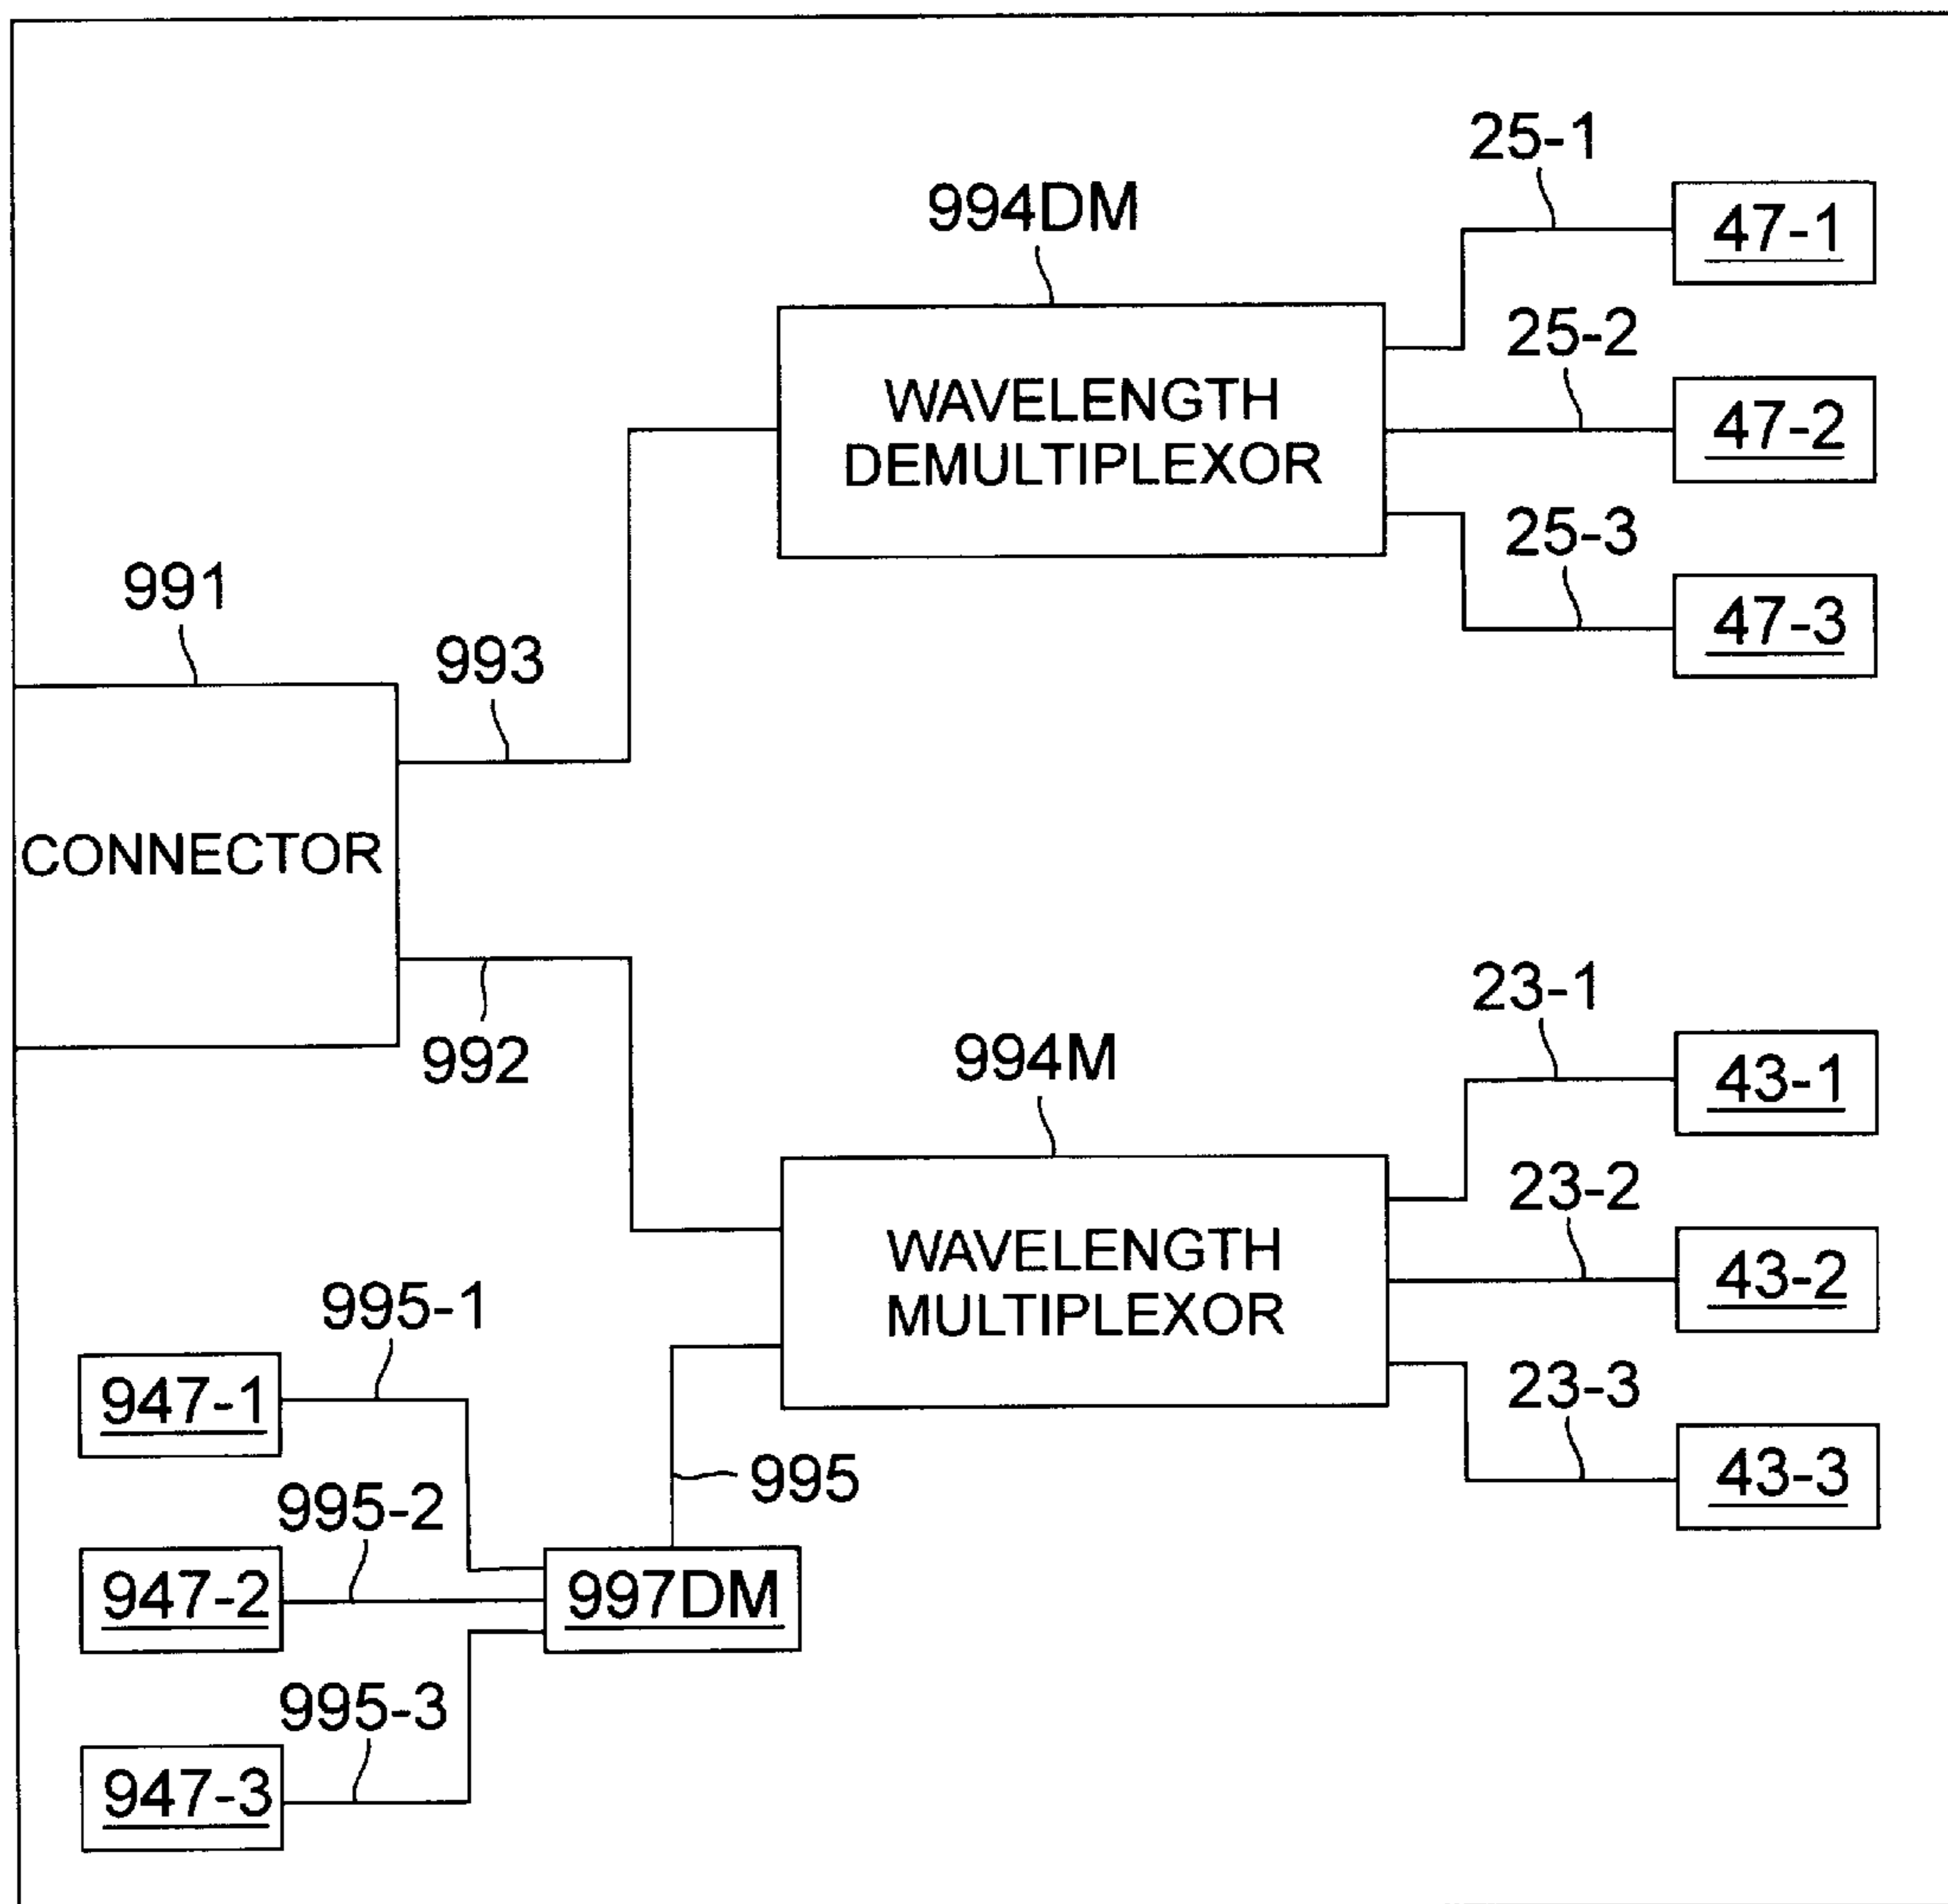 25-1
994DM
47-1
25-2
WAVELENGTH
DEMULTIPLEXOR
47-2
25-3
991
47-3
993
CONNECTOR
992
23-1
994M
43-1
23-2
WAVELENGTH
MULTIPLEXOR
43-2
995-1
23-3
947-1
995
43-3
995-2
947-2
997DM
995-3
947-3